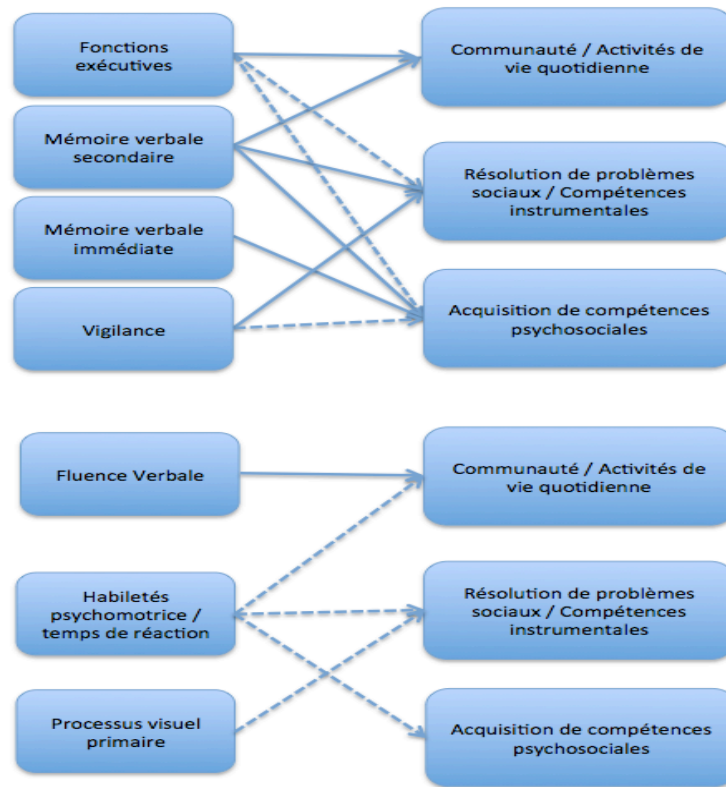 Fonctions
exécutives
Communauté / Activités de
vie quotidienne
Mémoire verbale
secondaire
Résolution de problèmes
sociaux / Compétences
instrumentales
Mémoire verbale
immédiate
Acquisition de compétences
psychosociales
Vigilance
Fluence Verbale
Communauté / Activités de
vie quotidienne
Habiletés
psychomotrice /
temps de réaction
Résolution de problèmes
sociaux / Compétences
instrumentales
Processus visuel
primaire
Acquisition de compétences
psychosociales